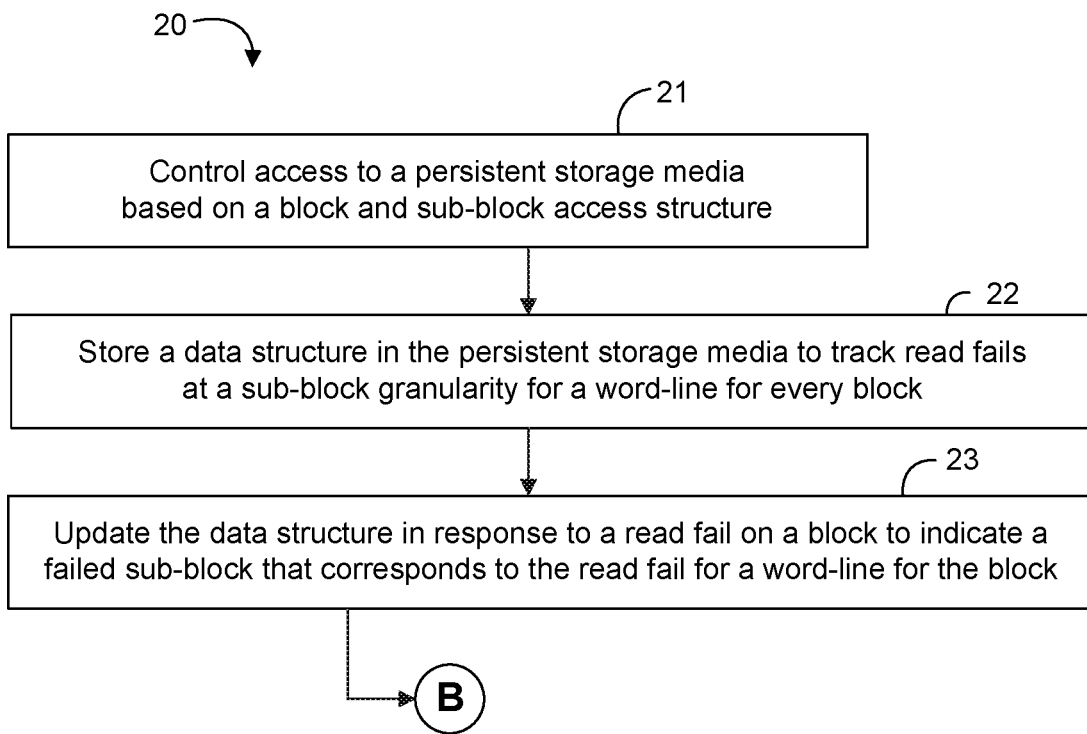 20
21
Control access to a persistent storage media
based on a block and sub-block access structure
22
Store a data structure in the persistent storage media to track read fails
at a sub-block granularity for a word-line for every block
23
Update the data structure in response to a read fail on a block to indicate a
failed sub-block that corresponds to the read fail for a word-line for the block
B